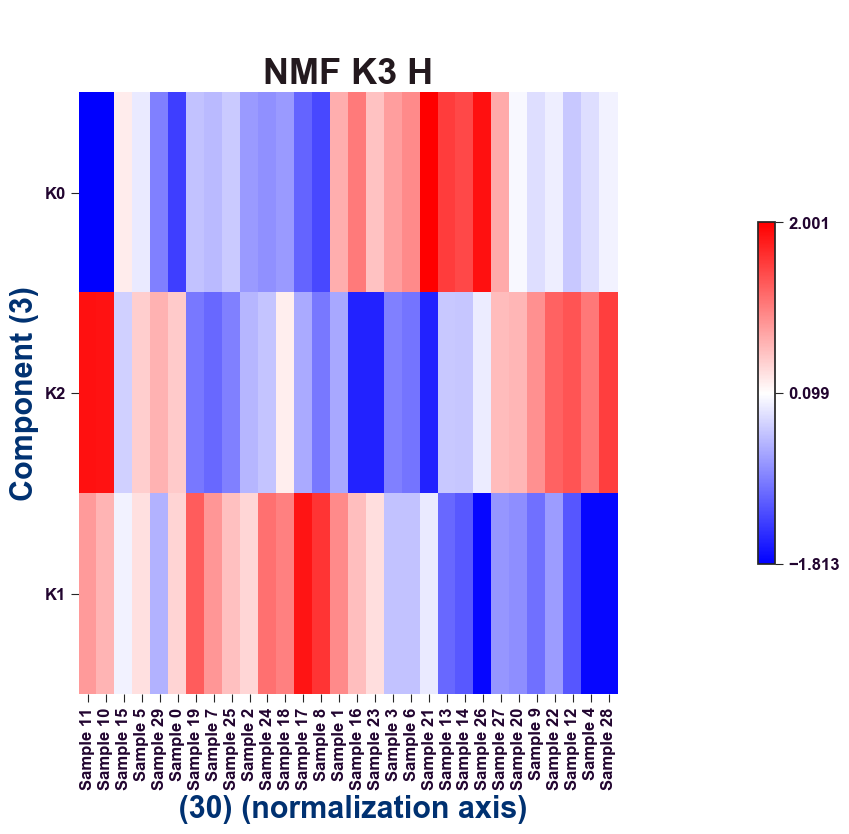 NMF K3 H
K0
K2
K1
Component (3)
2.001
0.099
−1.813
Sample 11
Sample 10
Sample 15
Sample 5
Sample 29
Sample 0
Sample 19
Sample 7
Sample 25
Sample 2
Sample 24
Sample 18
Sample 17
Sample 8
Sample 1
Sample 16
Sample 23
Sample 3
Sample 6
Sample 21
Sample 13
Sample 14
Sample 26
Sample 27
Sample 20
Sample 9
Sample 22
Sample 12
Sample 4
Sample 28
(30) (normalization axis)